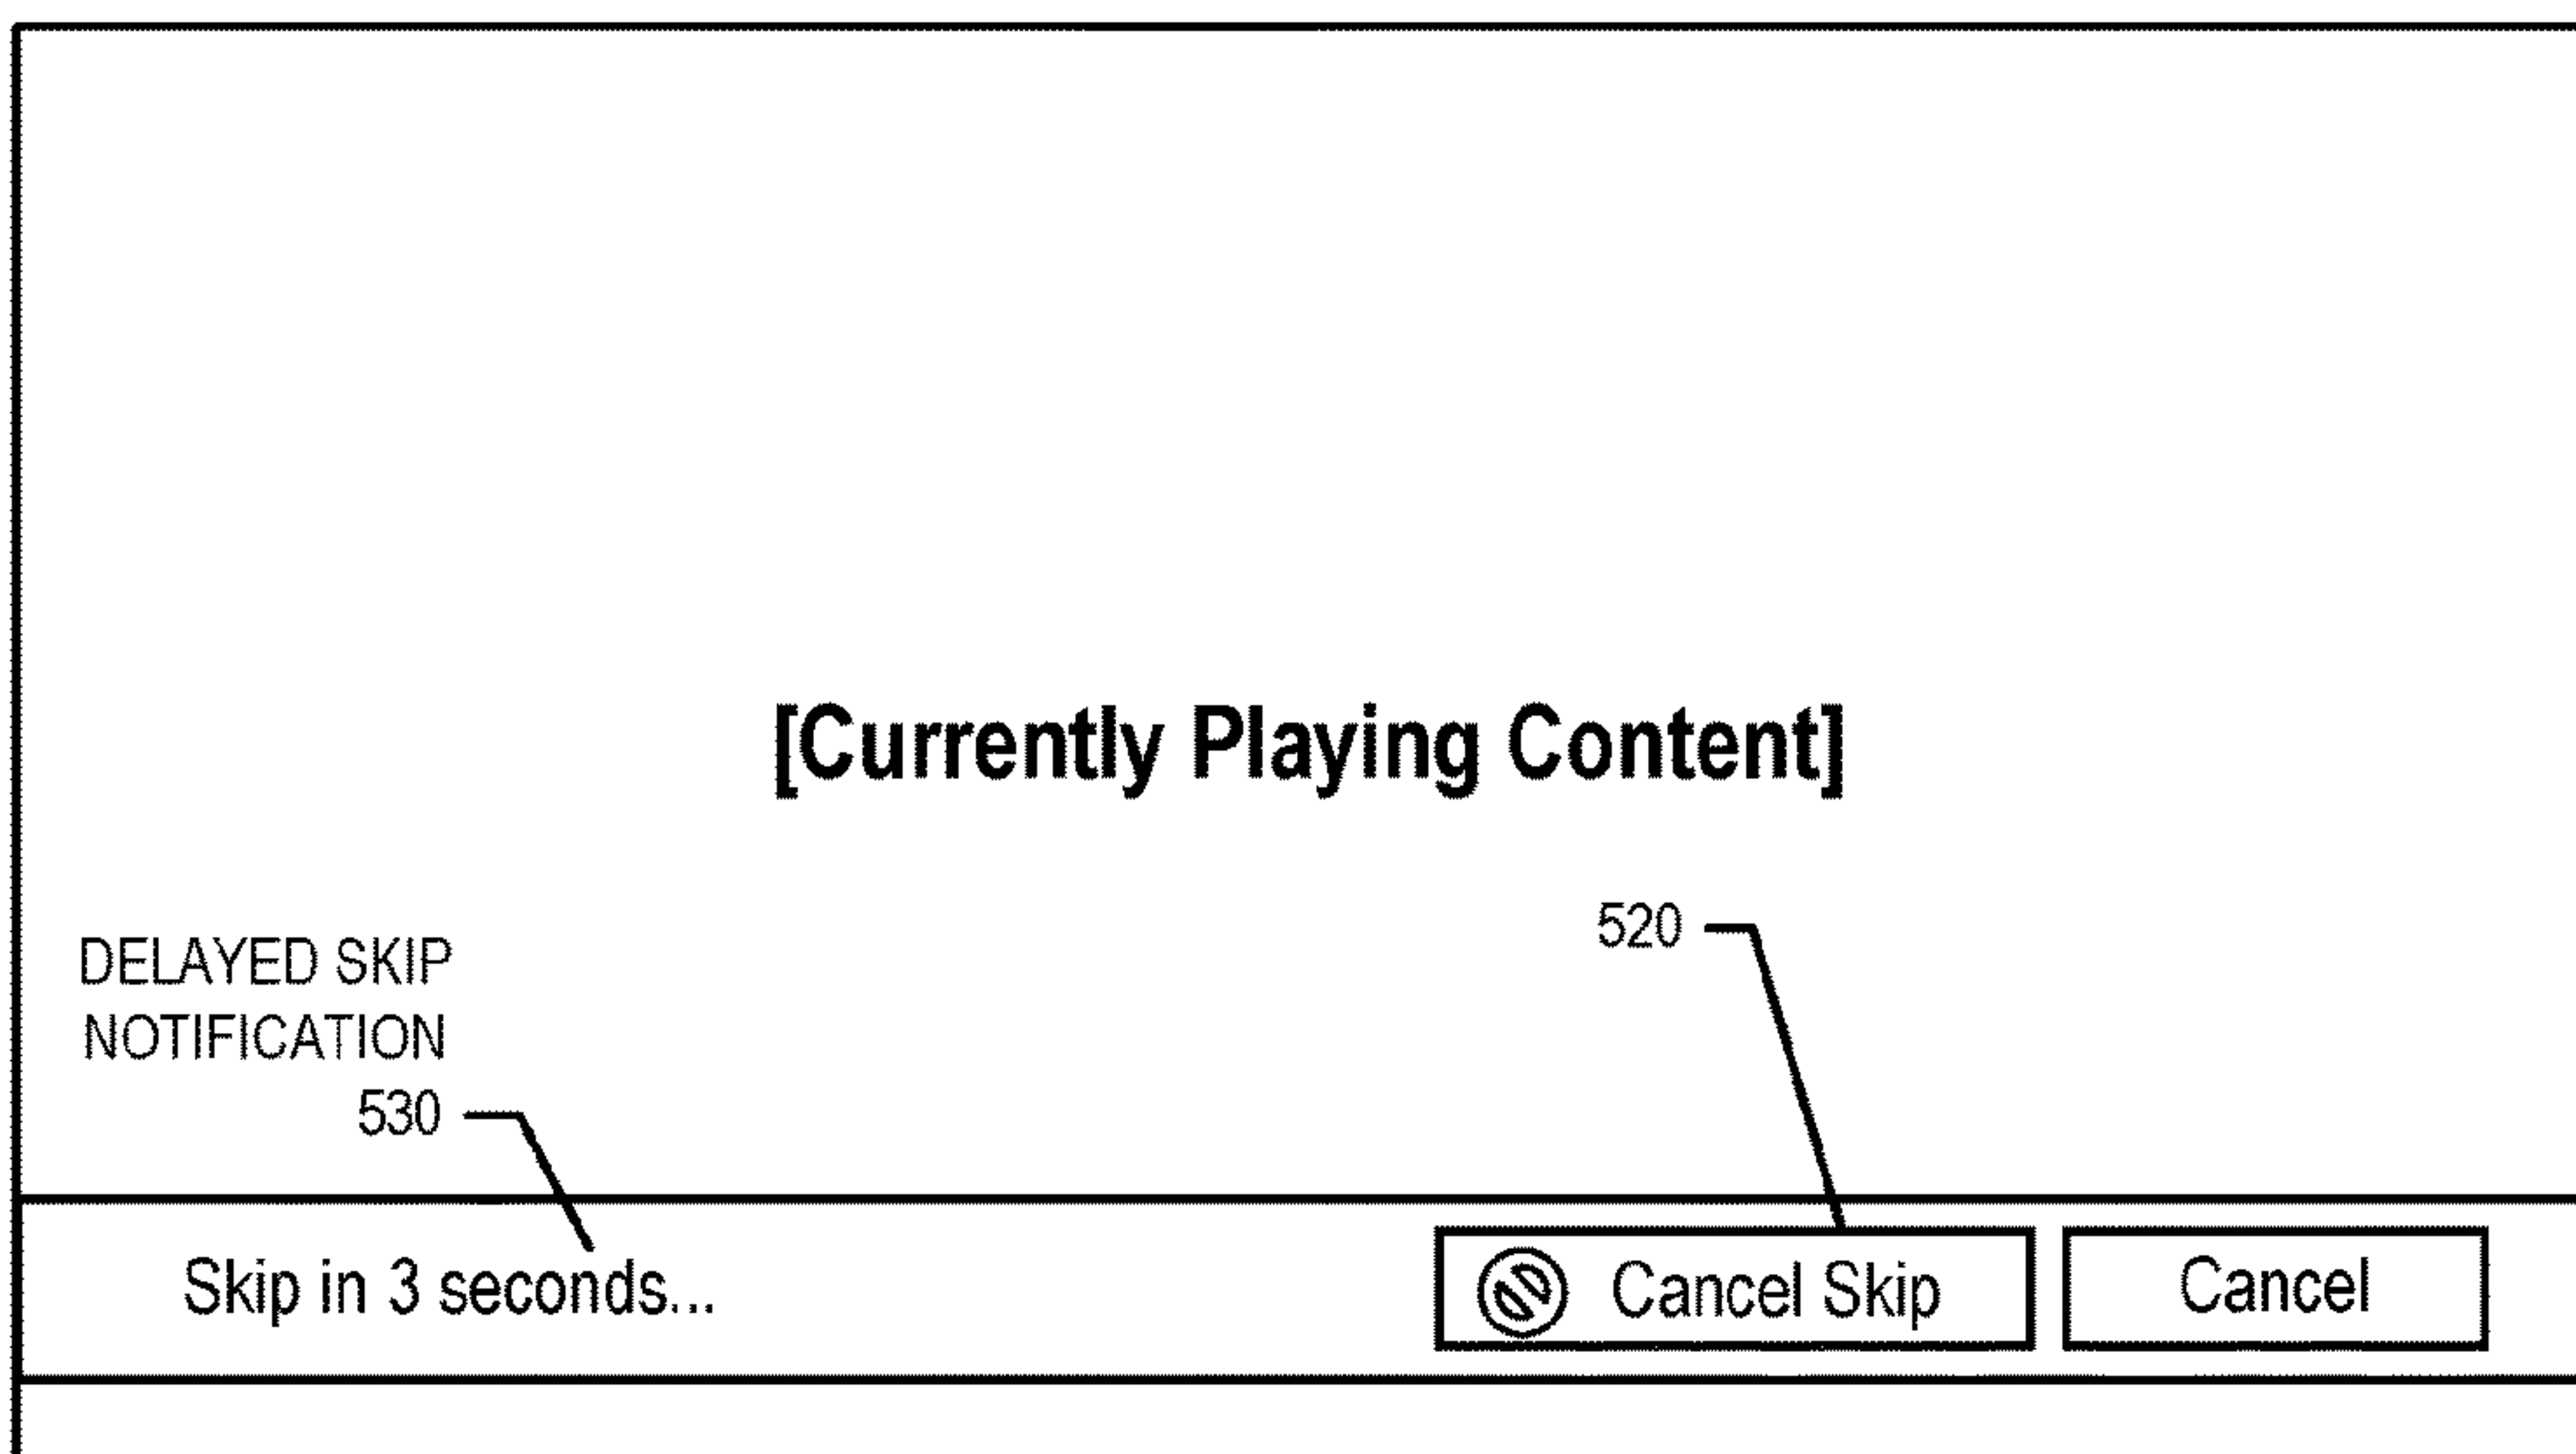 [Currently Playing Content]
520
DELAYED SKIP
NOTIFICATION
530
Skip in 3 seconds...
Cancel Skip
Cancel